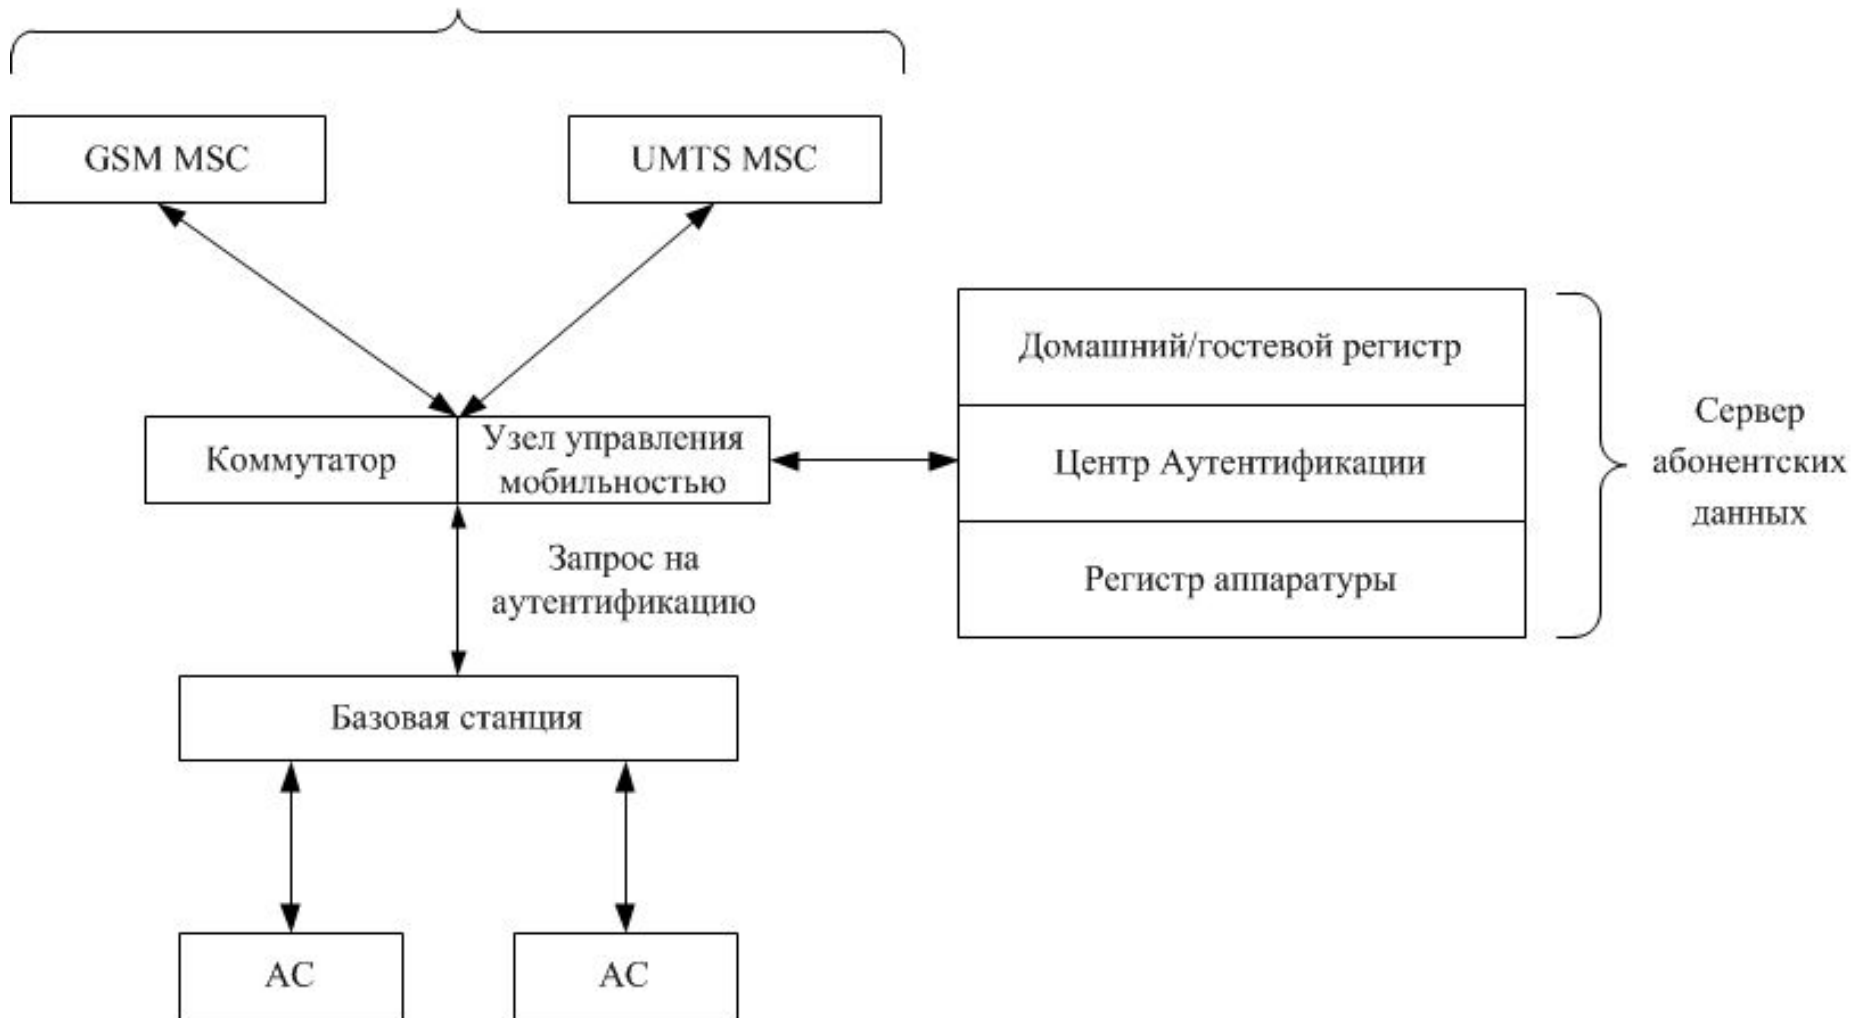 GSM MSC
UMTS MSC
Домашний/гостевой регистр
Центр Аутентификации
Регистр аппаратуры
Сервер
абонентских
данных
Коммутатор
Узел управления
мобильностью
Запрос на
аутентификацию
Базовая станция
АС
АС